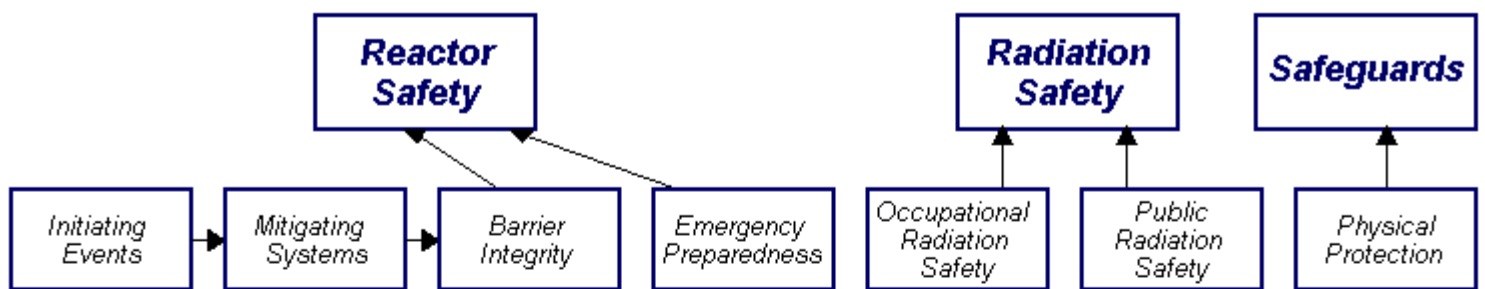 Reactor
Safety
Radiation
Safety
Safeguards
Initiating
Events
Mitigating
Systems
Barrier
Integrity
Emergency
Preparedness
Occupational
Radiation
Safety
Public
Radiation
Safety
Physical
Protection